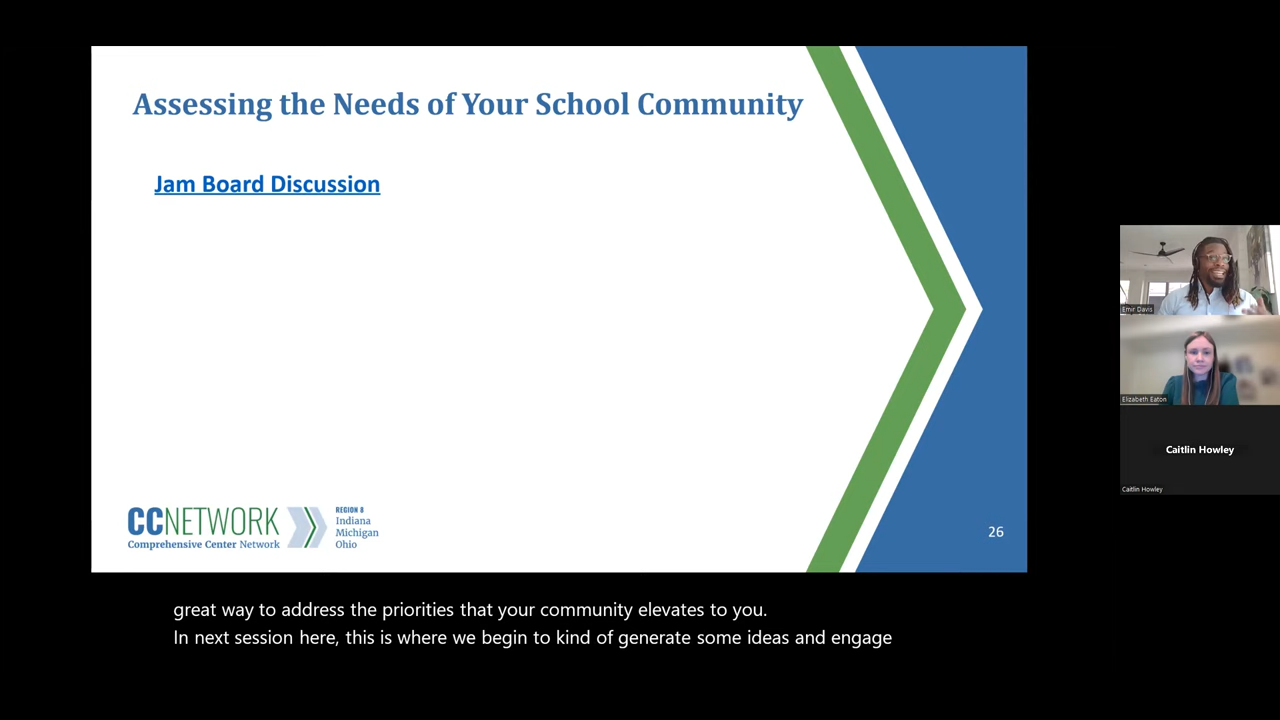 Assessing the Needs of Your School Community
Jam Board Discussion
CCNETWORK
Comprehensive Center Network
REGION 8
Indiana
Michigan
Ohio
26
Emir Davis
Elizabeth Eaton
Caitlin Howley
Caitlin Howley
great way to address the priorities that your community elevates to you.
In next session here, this is where we begin to kind of generate some ideas and engage